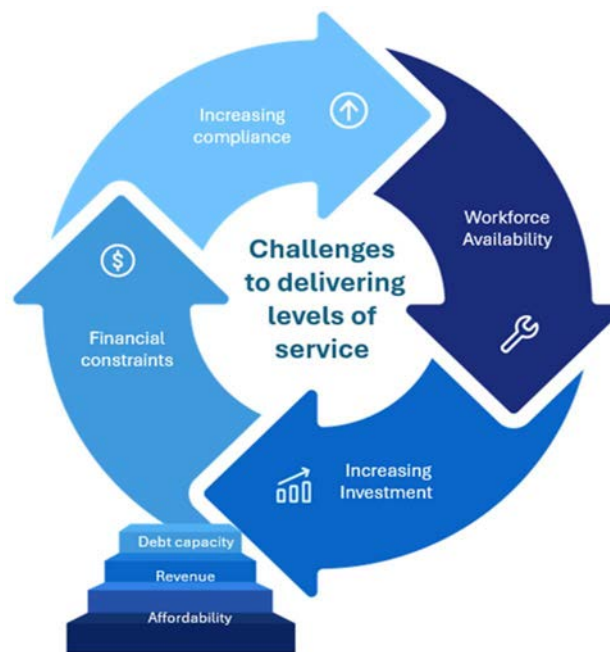 Increasing
compliance
Workforce
Availability
Challenges
to delivering
levels of
service
$
Financial
constraints
Increasing
Investment
Debt capacity
Revenue
Affordability